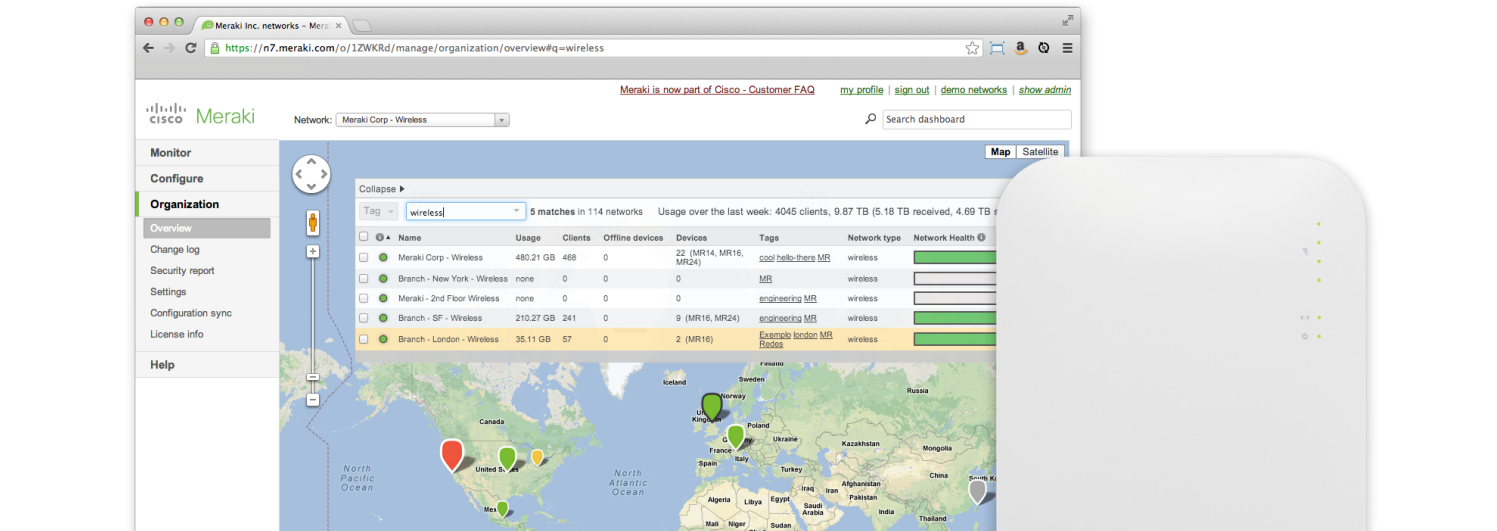 Meraki Inc. networks – Mera
https://n7.meraki.com/o/1ZWKRd/manage/organization/overview#q=wireless
Meraki is now part of Cisco - Customer FAQ my profile | sign out | demo networks | show admin
CISCO Meraki
Network: Meraki Corp - Wireless
Search dashboard
Monitor
Configure
Organization
Overview
Change log
Security report
Settings
Configuration sync
License info
Help
Map Satellite
Collapse
Tag wireless 5 matches in 114 networks Usage over the last week: 4045 clients, 9.87 TB (5.18 TB received, 4.69 TB s
Name Usage Clients Offline devices Devices Tags Network type Network Health
Meraki Corp - Wireless 480.21 GB 468 0 22 (MR14, MR16, MR24) cool hello-there MR wireless
Branch - New York - Wireless none 0 0 0 MR wireless
Meraki - 2nd Floor Wireless none 0 0 0 engineering MR wireless
Branch - SF - Wireless 210.27 GB 241 0 9 (MR16, MR24) engineering MR wireless
Branch - London - Wireless 35.11 GB 57 0 2 (MR16) Exemplo london MR Redes wireless
Finland
Iceland
Sweden
Russia
Norway
Canada
Poland
Ukraine
Kazakhstan
Mongolia
France
Italy
Spain
Turkey
United States
North Pacific Ocean
North Atlantic Ocean
China
Afghanistan
Iraq
Iran
Pakistan
Algeria
Libya
Egypt
Saudi Arabia
India
Thailand
Mali
Niger
Sudan